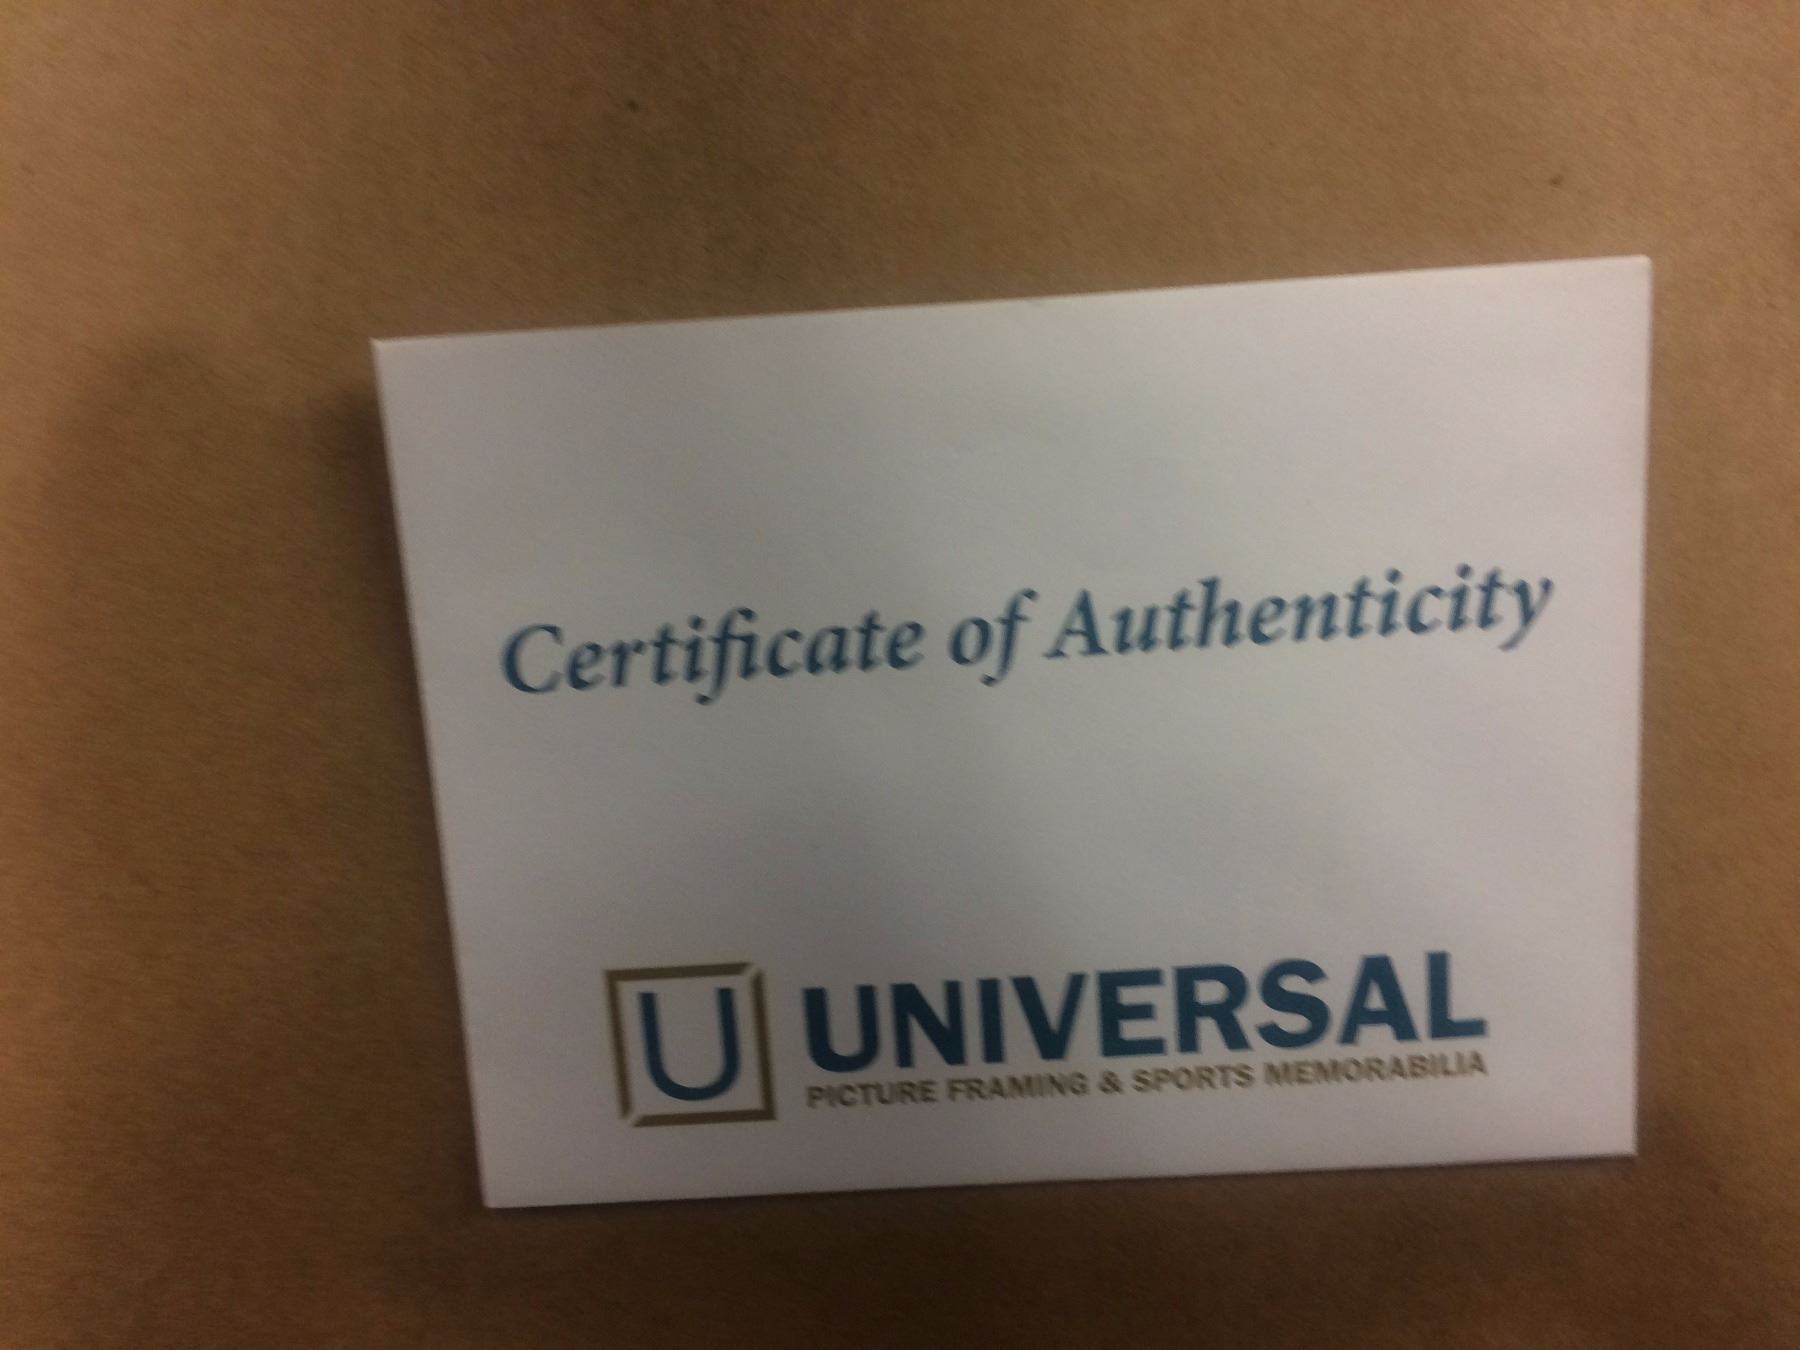 Certificate of Authenticity
U
UNIVERSAL
PICTURE FRAMING & SPORTS MEMORABILIA